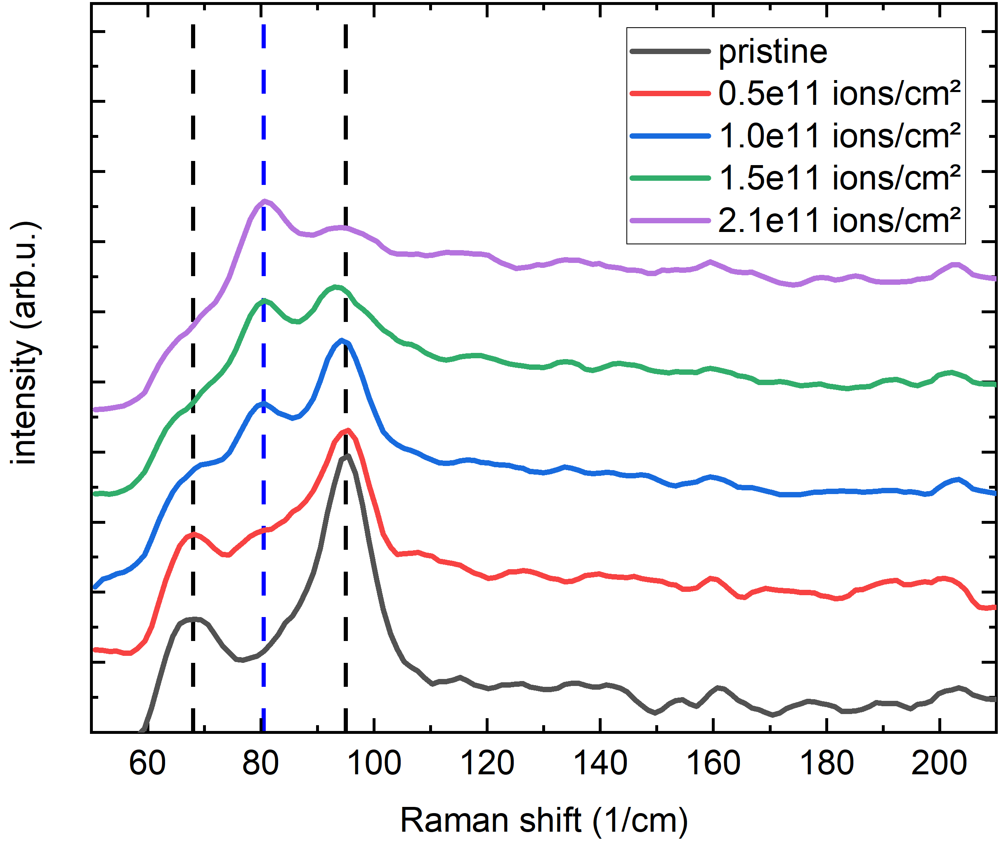 pristine
0.5e11 ions/cm²
1.0e11 ions/cm²
1.5e11 ions/cm²
2.1e11 ions/cm²
intensity (arb.u.)
60 80 100 120 140 160 180 200
Raman shift (1/cm)